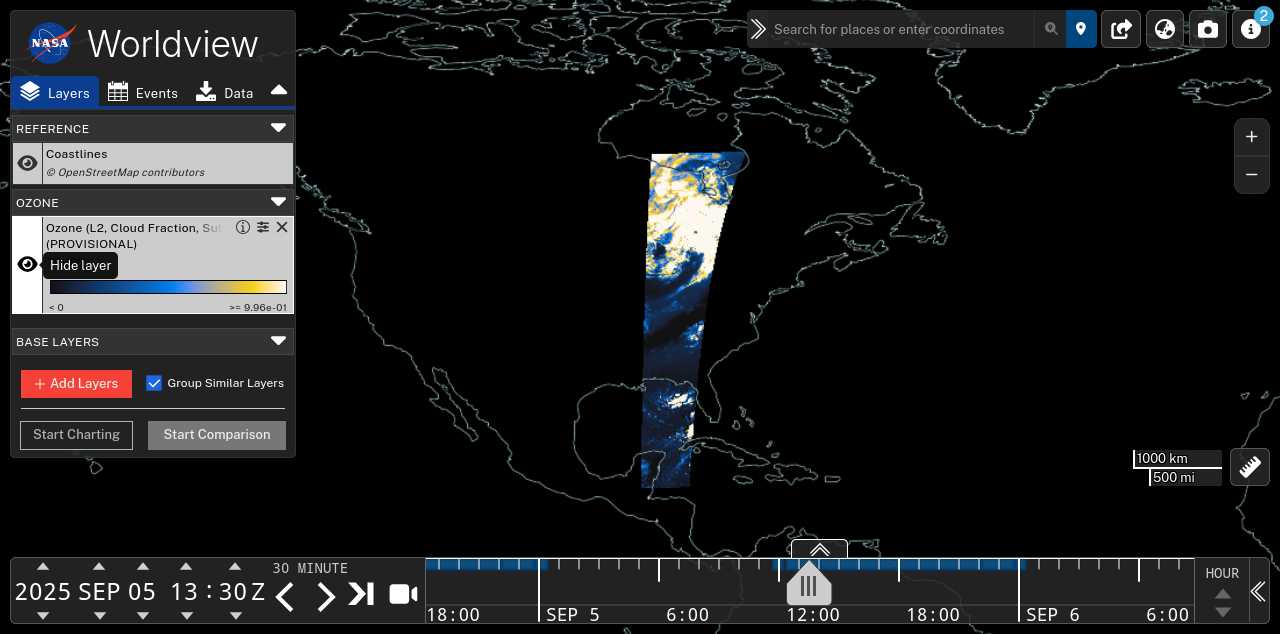 NASA
Worldview
Layers
Events
Data
REFERENCE
Coastlines
© OpenStreetMap contributors
OZONE
Ozone (L2, Cloud Fraction,
(PROVISIONAL)
Hide layer
< 0
>= 9.96e-01
BASE LAYERS
+ Add Layers
Group Similar Layers
Start Charting
Start Comparison
Search for places or enter coordinates
2
+
−
1000 km
500 mi
2025 SEP 05 13 : 30 Z
30 MINUTE
18:00
SEP 5
6:00
12:00
18:00
SEP 6
6:00
HOUR